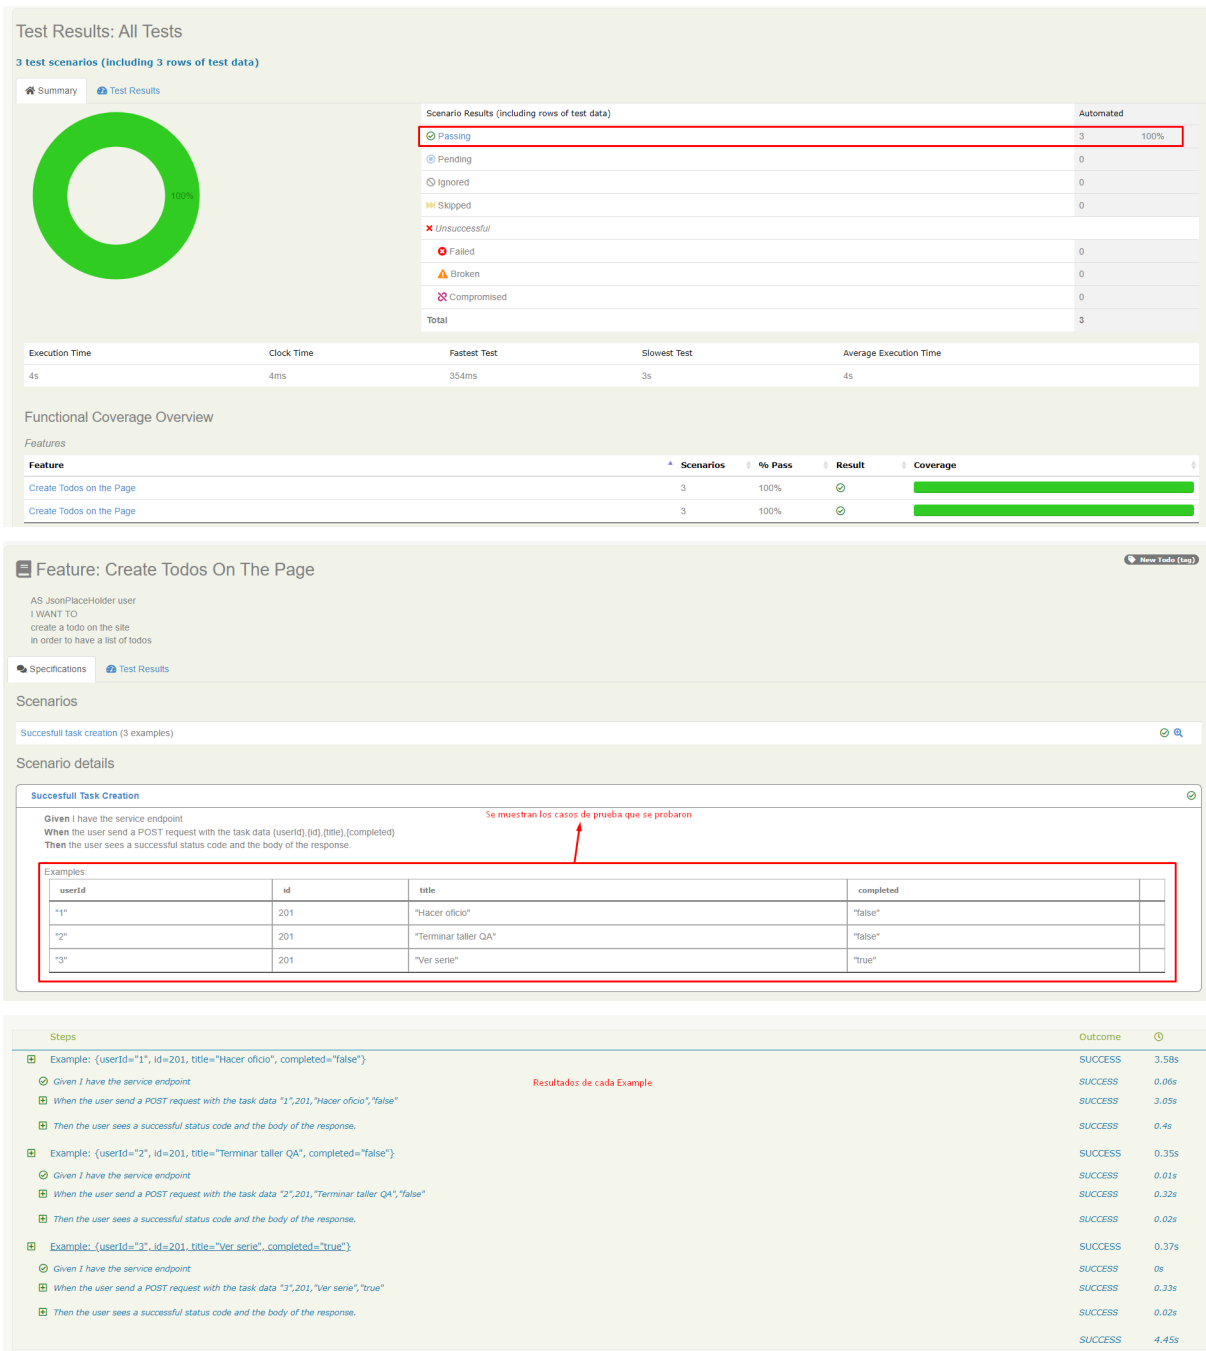 Test Results: All Tests
3 test scenarios (including 3 rows of test data)
Summary Test Results
100%
Scenario Results (including rows of test data) Automated
Passing 3 100%
Pending 0
Ignored 0
Skipped 0
Unsuccessful
Failed 0
Broken 0
Compromised 0
Total 3
Execution Time Clock Time Fastest Test Slowest Test Average Execution Time
4s 4ms 354ms 3s 4s
Functional Coverage Overview
Features
Feature Scenarios % Pass Result Coverage
Create Todos on the Page 3 100%
Create Todos on the Page 3 100%
Feature: Create Todos On The Page
New Todo (tag)
AS JsonPlaceHolder user
I WANT TO
create a todo on the site
in order to have a list of todos
Specifications Test Results
Scenarios
Succesfull task creation (3 examples)
Scenario details
Succesfull Task Creation
Se muestran los casos de prueba que se probaron
Given I have the service endpoint
When the user send a POST request with the task data {userId},{id},{title},{completed}
Then the user sees a successful status code and the body of the response.
Examples:
userId id title completed
"1" 201 "Hacer oficio" "false"
"2" 201 "Terminar taller QA" "false"
"3" 201 "Ver serie" "true"
Steps Outcome
Example: {userId="1", id=201, title="Hacer oficio", completed="false"} SUCCESS 3.58s
Given I have the service endpoint SUCCESS 0.06s
Resultados de cada Example
When the user send a POST request with the task data "1",201,"Hacer oficio","false" SUCCESS 3.05s
Then the user sees a successful status code and the body of the response. SUCCESS 0.4s
Example: {userId="2", id=201, title="Terminar taller QA", completed="false"} SUCCESS 0.35s
Given I have the service endpoint SUCCESS 0.01s
When the user send a POST request with the task data "2",201,"Terminar taller QA","false" SUCCESS 0.32s
Then the user sees a successful status code and the body of the response. SUCCESS 0.02s
Example: {userId="3", id=201, title="Ver serie", completed="true"} SUCCESS 0.37s
Given I have the service endpoint SUCCESS 0s
When the user send a POST request with the task data "3",201,"Ver serie","true" SUCCESS 0.33s
Then the user sees a successful status code and the body of the response. SUCCESS 0.02s
SUCCESS 4.45s